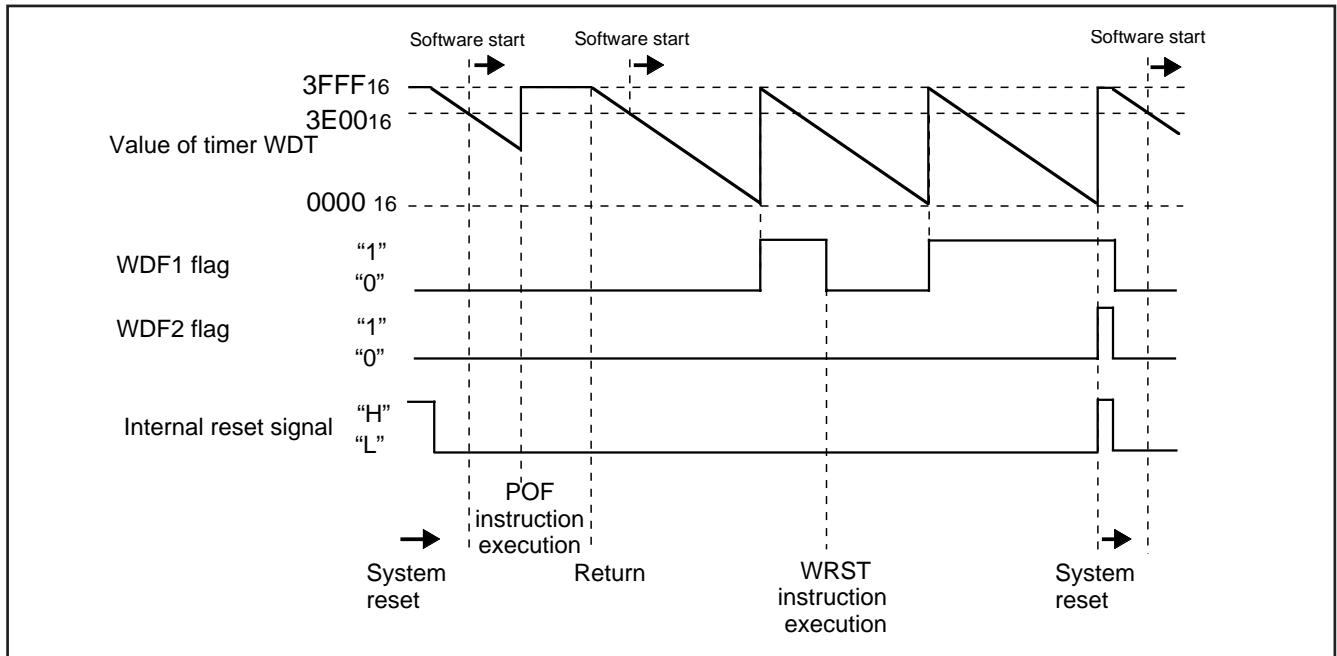 Software start
Software start
Software start
3FFF16
3E0016
Value of timer WDT
0000 16
WDF1 flag
“1”
“0”
WDF2 flag
“1”
“0”
Internal reset signal
“H”
“L”
POF
instruction
execution
System
reset
Return
WRST
instruction
execution
System
reset